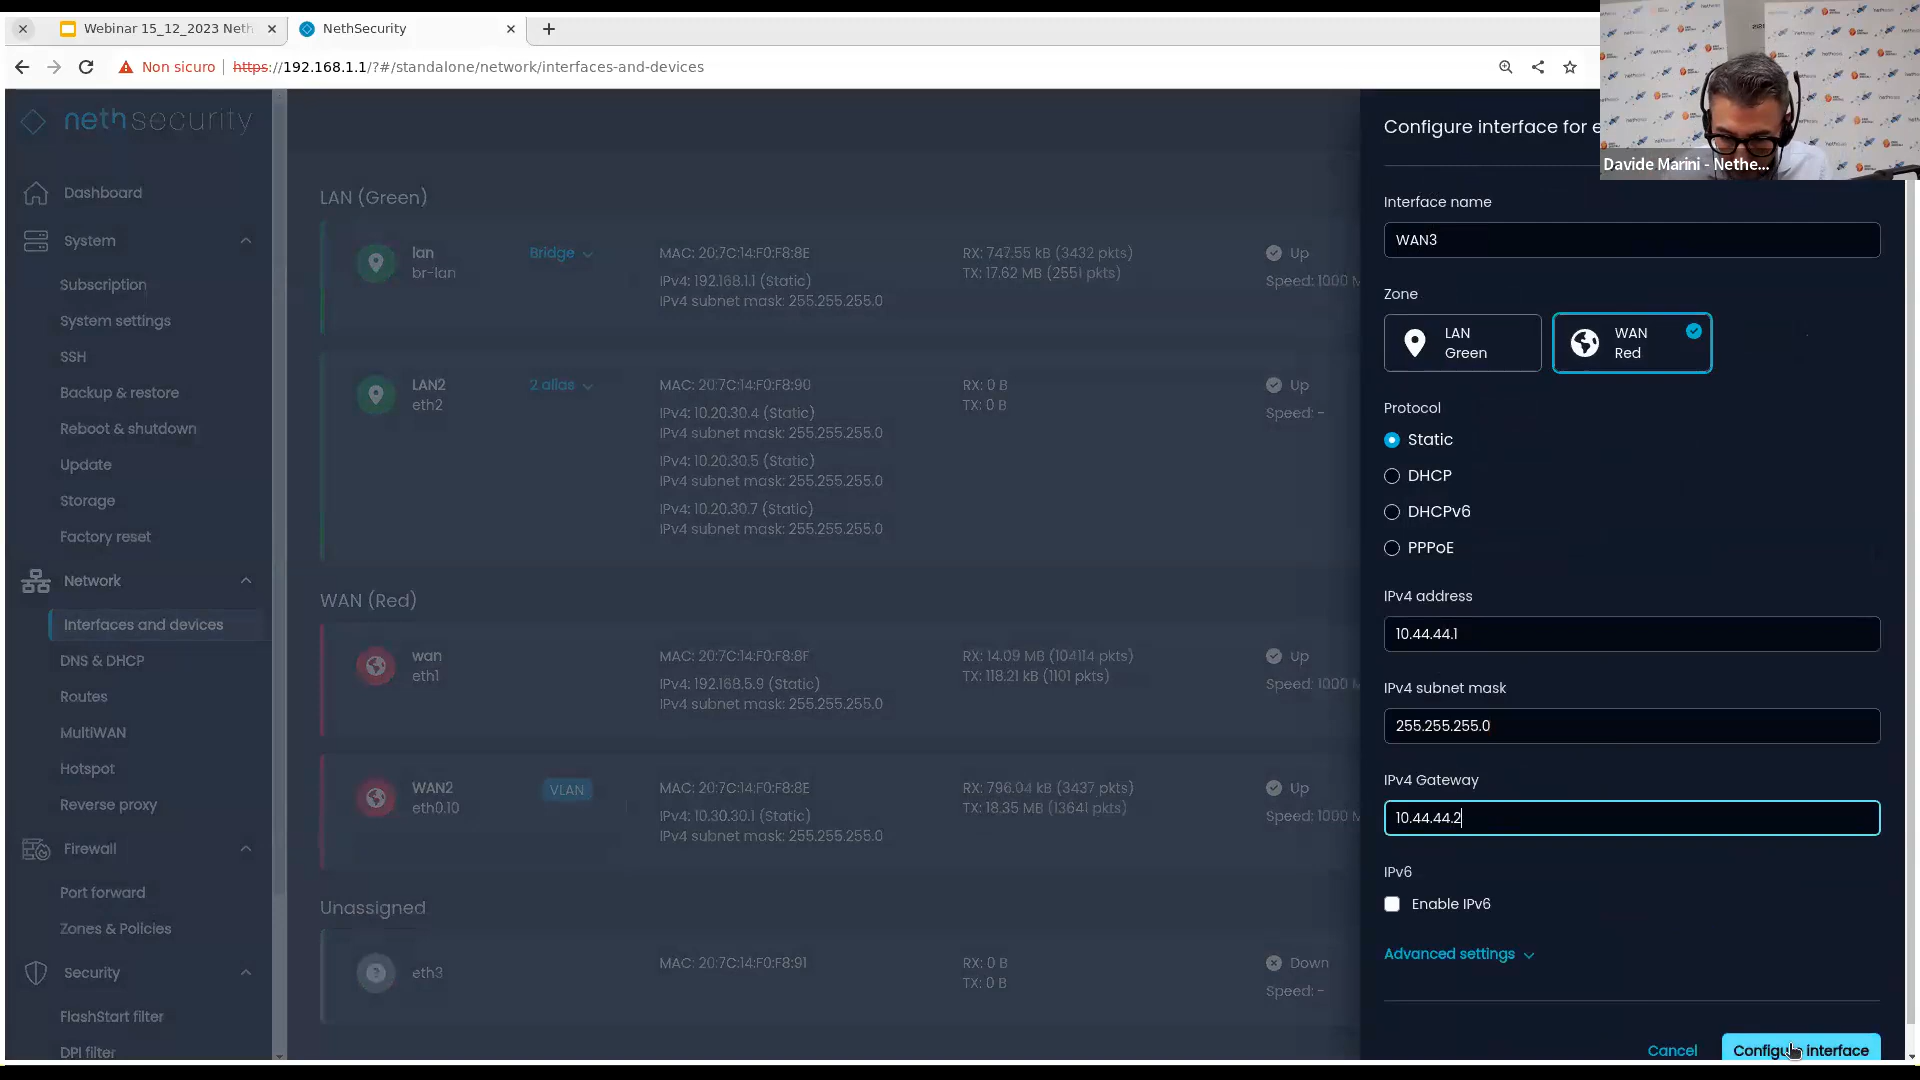 Webinar 15_12_2023 Neth
NethSecurity
Non sicuro
https://192.168.1.1/?#/standalone/network/interfaces-and-devices
Davide Marini - Nethe...
nethsecurity
Dashboard
System
Subscription
System settings
SSH
Backup & restore
Reboot & shutdown
Update
Storage
Factory reset
Network
Interfaces and devices
DNS & DHCP
Routes
MultiWAN
Hotspot
Reverse proxy
Firewall
Port forward
Zones & Policies
Security
FlashStart filter
DPI filter
LAN (Green)
lan
br-lan
Bridge
MAC: 20:7C:14:F0:F8:8E
IPv4: 192.168.1.1 (Static)
IPv4 subnet mask: 255.255.255.0
RX: 747.55 kB (3432 pkts)
TX: 17.62 MB (2551 pkts)
Up
Speed: 1000 M
LAN2
eth2
2 alias
MAC: 20:7C:14:F0:F8:90
IPv4: 10.20.30.4 (Static)
IPv4 subnet mask: 255.255.255.0
IPv4: 10.20.30.5 (Static)
IPv4 subnet mask: 255.255.255.0
IPv4: 10.20.30.7 (Static)
IPv4 subnet mask: 255.255.255.0
RX: 0 B
TX: 0 B
Up
Speed: -
WAN (Red)
wan
eth1
MAC: 20:7C:14:F0:F8:8F
IPv4: 192.168.5.9 (Static)
IPv4 subnet mask: 255.255.255.0
RX: 14.09 MB (104114 pkts)
TX: 118.21 kB (1101 pkts)
Up
Speed: 1000 M
WAN2
eth0.10
VLAN
MAC: 20:7C:14:F0:F8:8E
IPv4: 10.30.30.1 (Static)
IPv4 subnet mask: 255.255.255.0
RX: 796.04 kB (3437 pkts)
TX: 18.35 MB (13641 pkts)
Up
Speed: 1000 M
Unassigned
eth3
MAC: 20:7C:14:F0:F8:91
RX: 0 B
TX: 0 B
Down
Speed: -
Configure interface for e
Interface name
WAN3
Zone
LAN
Green
WAN
Red
Protocol
Static
DHCP
DHCPv6
PPPoE
IPv4 address
10.44.44.1
IPv4 subnet mask
255.255.255.0
IPv4 Gateway
10.44.44.2
IPv6
Enable IPv6
Advanced settings
Cancel
Configure interface